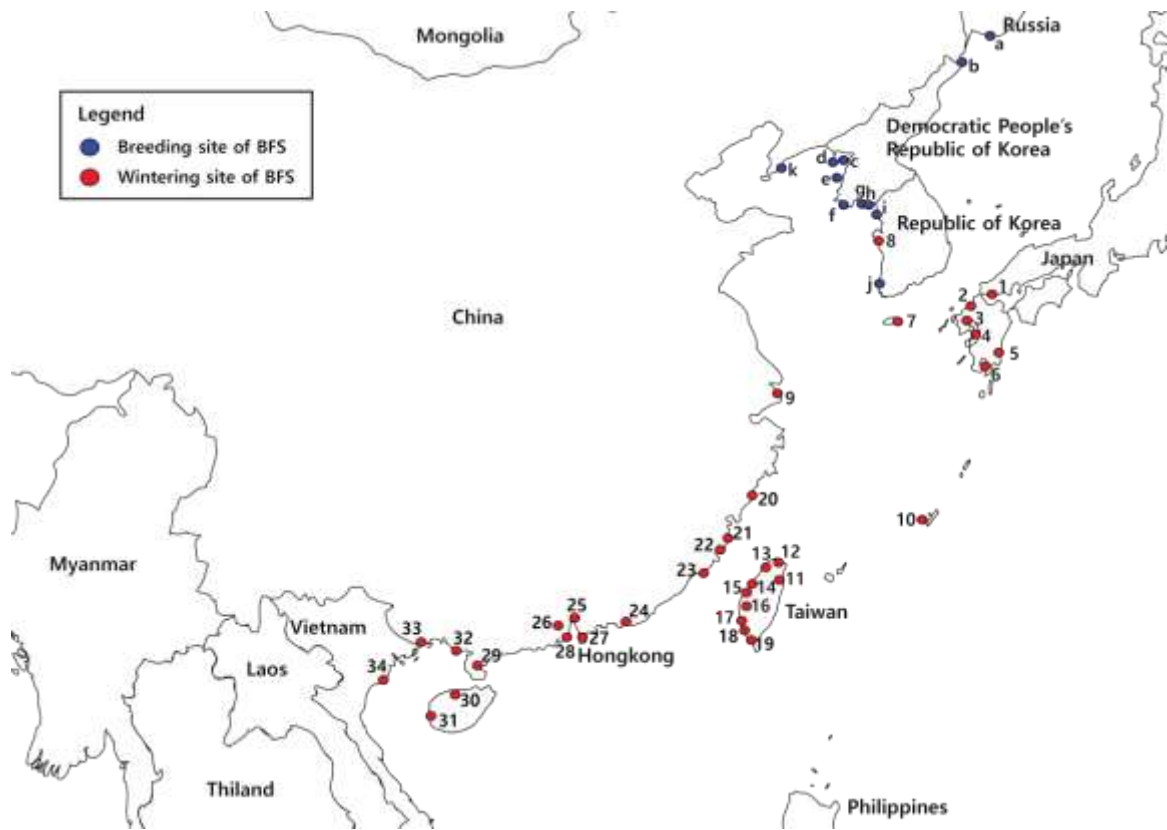 Mongolia
Russia
a
b
Legend
Breeding site of BFS
Wintering site of BFS
Democratic People's
Republic of Korea
d
c
k
e
f
g
h
i
Republic of Korea
8
Japan
j
1
2
3
7
4
5
6
China
9
20
10
21
22
13
12
23
11
Myanmar
15
14
16
Taiwan
25
24
17
26
18
19
Vietnam
33
32
28
27
Hongkong
29
Laos
34
30
31
Thiland
Philippines